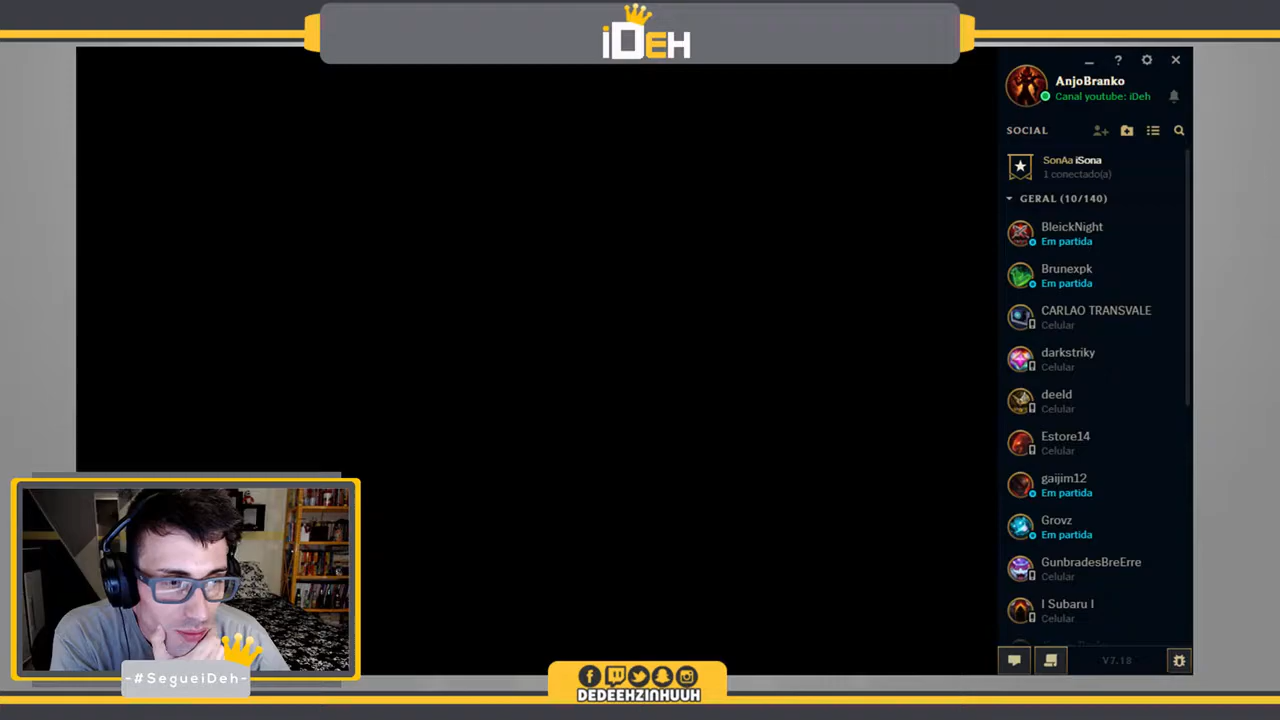 iDEH
AnjoBranko
Canal youtube: iDeh
SOCIAL
SonAa iSona
1 conectado(a)
GERAL (10/140)
BleickNight
Em partida
Brunexpk
Em partida
CARLAO TRANSVALE
Celular
darkstriky
Celular
deeld
Celular
Estore14
Celular
gaijim12
Em partida
Grovz
Em partida
GunbradesBreErre
Celular
I Subaru I
Celular
V7.18
-#SegueiDeh-
DEDEEHZINHUUH